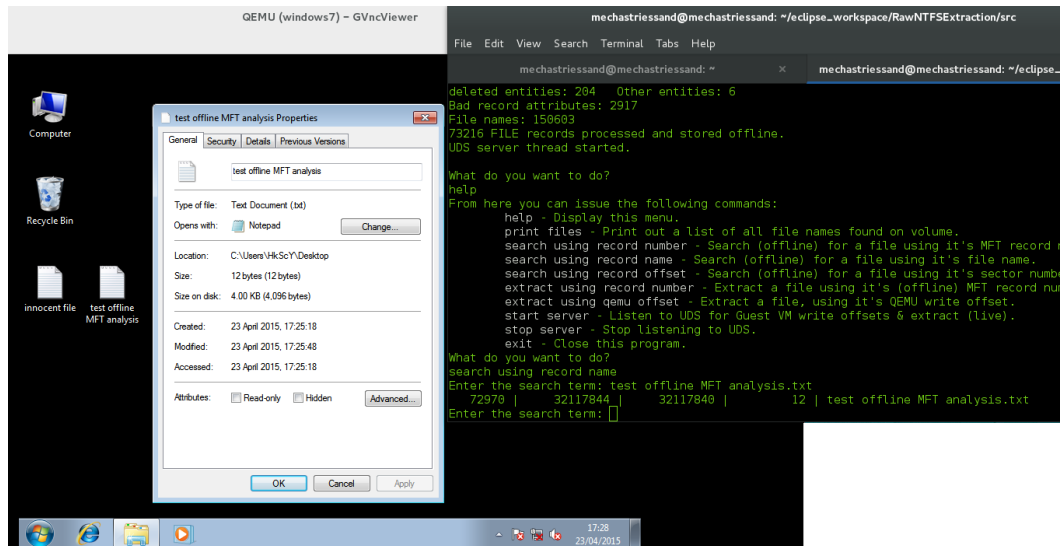 QEMU (windows7) - GVncViewer
Computer
Recycle Bin
innocent file
test offline
MFT analysis
test offline MFT analysis Properties
General Security Details Previous Versions
test offline MFT analysis
Type of file: Text Document (.txt)
Opens with: Notepad Change...
Location: C:\Users\HkScY\Desktop
Size: 12 bytes (12 bytes)
Size on disk: 4.00 KB (4,096 bytes)
Created: 23 April 2015, 17:25:18
Modified: 23 April 2015, 17:25:48
Accessed: 23 April 2015, 17:25:18
Attributes: Read-only Hidden Advanced...
OK Cancel Apply
17:28
23/04/2015
mechastriessand@mechastriessand: ~/eclipse_workspace/RawNTFSExtraction/src
File Edit View Search Terminal Tabs Help
mechastriessand@mechastriessand: ~ × mechastriessand@mechastriessand: ~/eclipse_
deleted entities: 204 Other entities: 6
Bad record attributes: 2917
File names: 150603
73216 FILE records processed and stored offline.
UDS server thread started.
What do you want to do?
help
From here you can issue the following commands:
help - Display this menu.
print files - Print out a list of all file names found on volume.
search using record number - Search (offline) for a file using it's MFT record
search using record name - Search (offline) for a file using it's file name.
search using record offset - Search (offline) for a file using it's sector numbe
extract using record number - Extract a file using it's (offline) MFT record nu
extract using qemu offset - Extract a file, using it's QEMU write offset.
start server - Listen to UDS for Guest VM write offsets & extract (live).
stop server - Stop listening to UDS.
exit - Close this program.
What do you want to do?
search using record name
Enter the search term: test offline MFT analysis.txt
72970 | 32117844 | 32117840 | 12 | test offline MFT analysis.txt
Enter the search term: